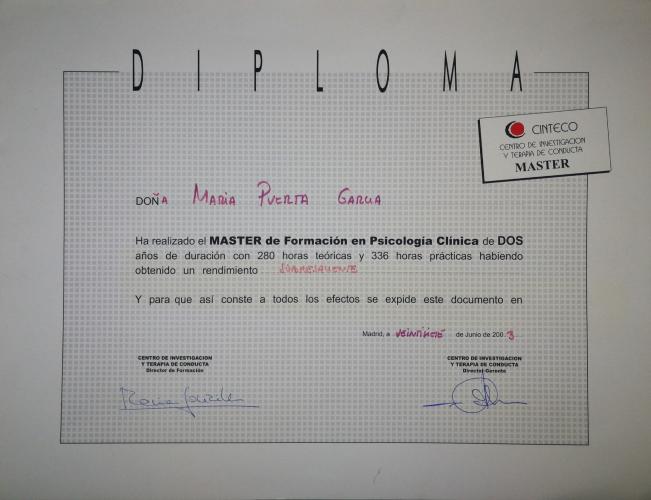 DIPLOMA
CINTECO
CENTRO DE INVESTIGACION
Y TERAPIA DE CONDUCTA
MASTER
DOÑA MARIA PUERTA GARCIA
Ha realizado el MASTER de Formación en Psicología Clínica de DOS
años de duración con 280 horas teóricas y 336 horas prácticas habiendo
obtenido un rendimiento SOBRESALIENTE
Y para que así conste a todos los efectos se expide este documento en
Madrid, a VEINTISIETE de Junio de 2003
CENTRO DE INVESTIGACION
Y TERAPIA DE CONDUCTA
Director de Formación
CENTRO DE INVESTIGACION
Y TERAPIA DE CONDUCTA
Director Gerente